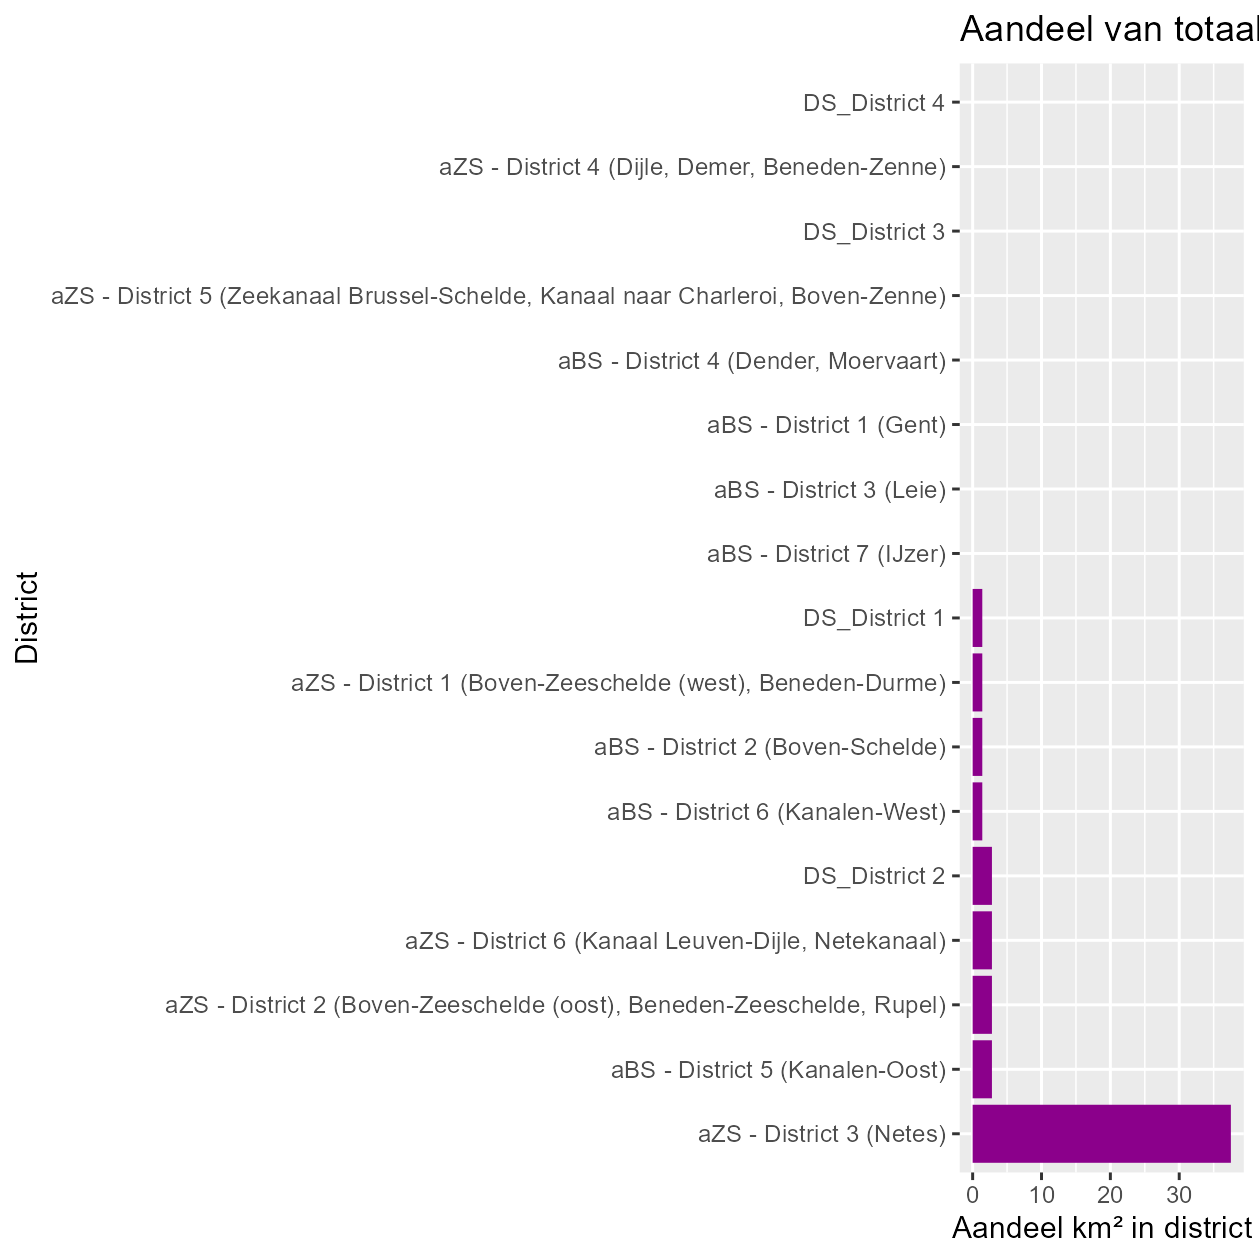 Aandeel van totaal
DS_District 4
aZS - District 4 (Dijle, Demer, Beneden-Zenne)
DS_District 3
aZS - District 5 (Zeekanaal Brussel-Schelde, Kanaal naar Charleroi, Boven-Zenne)
aBS - District 4 (Dender, Moervaart)
aBS - District 1 (Gent)
aBS - District 3 (Leie)
aBS - District 7 (IJzer)
DS_District 1
aZS - District 1 (Boven-Zeeschelde (west), Beneden-Durme)
aBS - District 2 (Boven-Schelde)
aBS - District 6 (Kanalen-West)
DS_District 2
aZS - District 6 (Kanaal Leuven-Dijle, Netekanaal)
aZS - District 2 (Boven-Zeeschelde (oost), Beneden-Zeeschelde, Rupel)
aBS - District 5 (Kanalen-Oost)
aZS - District 3 (Netes)
District
0 10 20 30
Aandeel km² in district